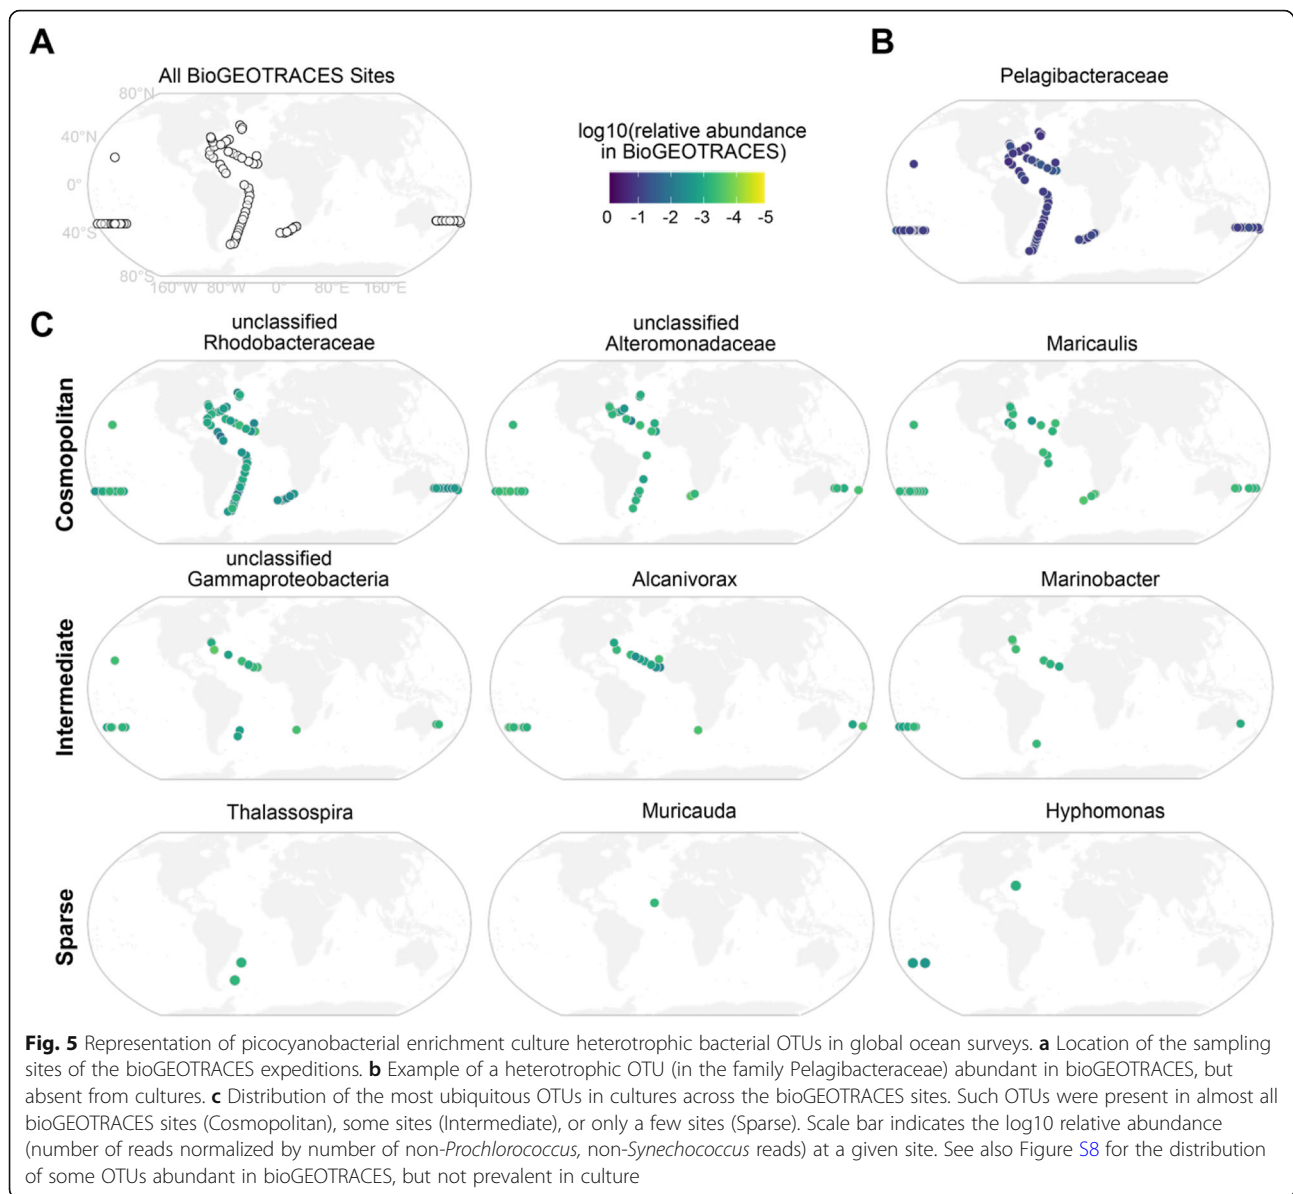 A
B
All BioGEOTRACES Sites
Pelagibacteraceae
80°N
40°N
0°
40°S
80°S
160°W 80°W 0° 80°E 160°E
log10(relative abundance
in BioGEOTRACES)
0 -1 -2 -3 -4 -5
C
Cosmopolitan
unclassified
Rhodobacteraceae
unclassified
Alteromonadaceae
Maricaulis
Intermediate
unclassified
Gammaproteobacteria
Alcanivorax
Marinobacter
Sparse
Thalassospira
Muricauda
Hyphomonas
Fig. 5 Representation of picocyanobacterial enrichment culture heterotrophic bacterial OTUs in global ocean surveys. a Location of the sampling
sites of the bioGEOTRACES expeditions. b Example of a heterotrophic OTU (in the family Pelagibacteraceae) abundant in bioGEOTRACES, but
absent from cultures. c Distribution of the most ubiquitous OTUs in cultures across the bioGEOTRACES sites. Such OTUs were present in almost all
bioGEOTRACES sites (Cosmopolitan), some sites (Intermediate), or only a few sites (Sparse). Scale bar indicates the log10 relative abundance
(number of reads normalized by number of non-Prochlorococcus, non-Synechococcus reads) at a given site. See also Figure S8 for the distribution
of some OTUs abundant in bioGEOTRACES, but not prevalent in culture